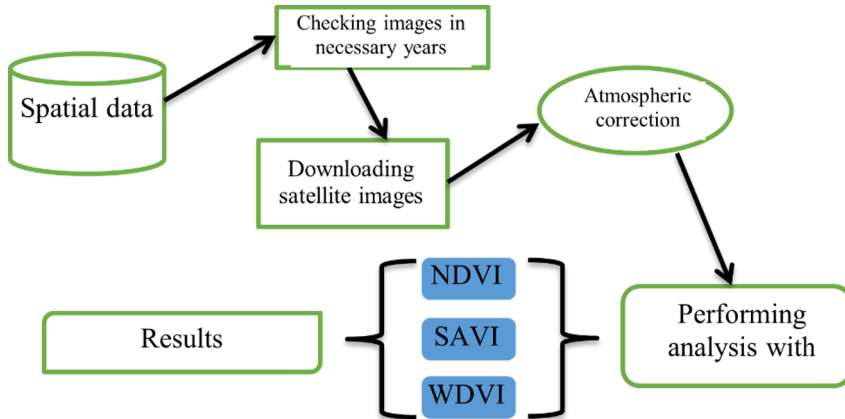 Spatial data
Checking images in
necessary years
Downloading
satellite images
Atmospheric
correction
Performing
analysis with
NDVI
SAVI
WDVI
Results